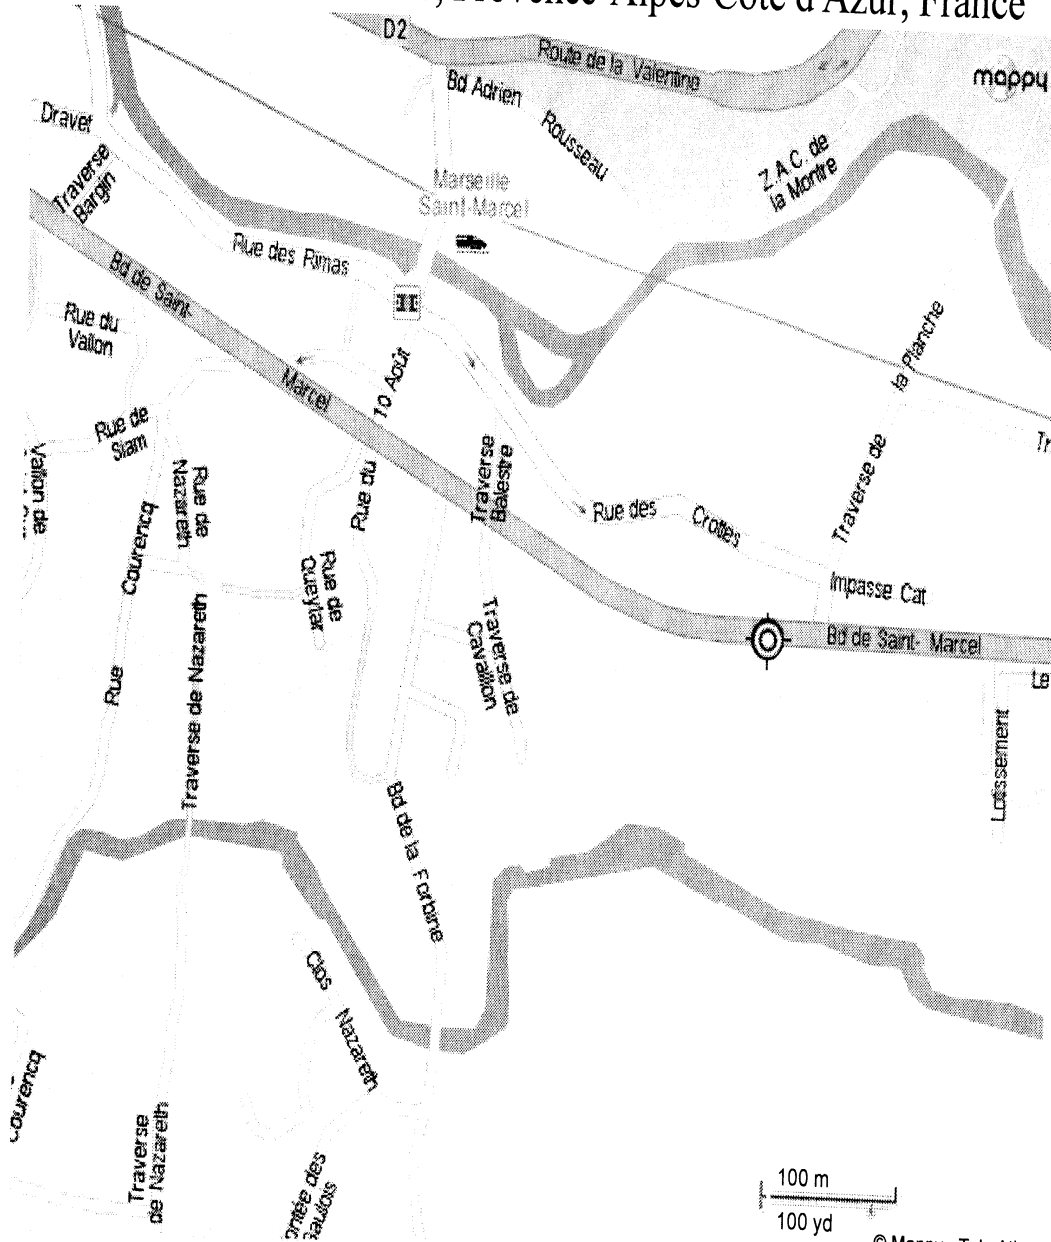 Provence-Alpes-Côte d'Azur, France
D2
Route de la Valentine
mappy
Bd Adrien
Rousseau
Dravet
Traverse
Bargin
Z.A.C. de
la Montre
Marseille
Saint-Marcel
Rue des Rimas
Bd de Saint-
Marcel
Rue du
Vallon
la Planche
10 Août
Rue de
Siam
Vallon de
Rue de
Nazareth
Rue du
Traverse
Balestre
Traverse de
Tr
Courencq
Rue des
Crottes
Impasse Cat
Rue de
Queylar
Traverse de
Cavaillon
Bd de Saint- Marcel
Rue
Traverse de Nazareth
Le
Lotissement
Bd de la Forbine
Clos
Nazareth
Courencq
Traverse
de Nazareth
100 m
100 yd
© Mappy